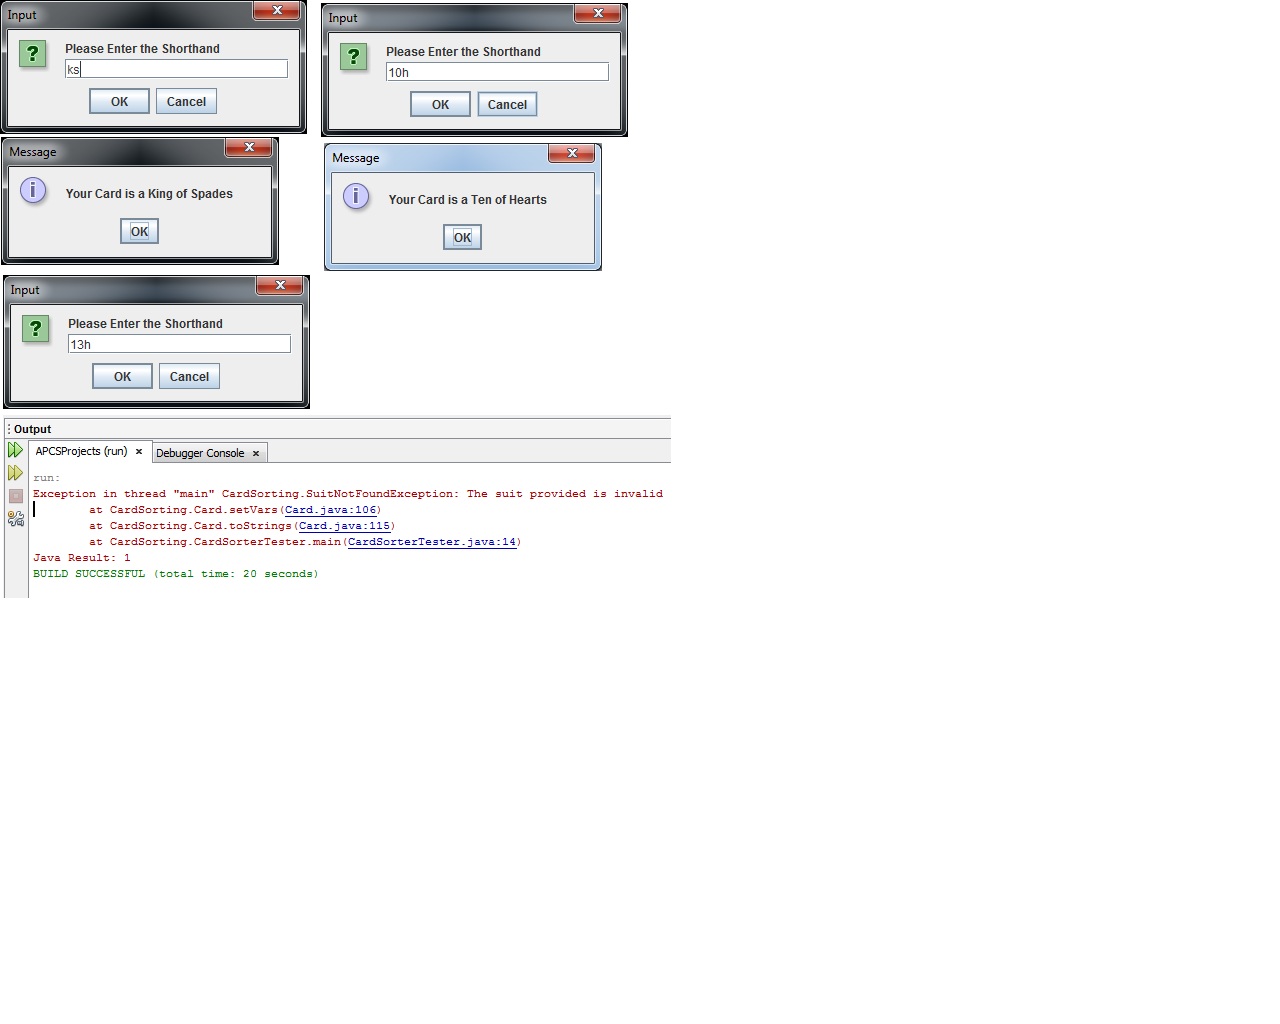 Input
Please Enter the Shorthand
ks
OK Cancel
Input
Please Enter the Shorthand
10h
OK Cancel
Message
Your Card is a King of Spades
OK
Message
Your Card is a Ten of Hearts
OK
Input
Please Enter the Shorthand
13h
OK Cancel
Output
APCSProjects (run) Debugger Console
run:
Exception in thread "main" CardSorting.SuitNotFoundException: The suit provided is invalid
at CardSorting.Card.setVars(Card.java:106)
at CardSorting.Card.toStrings(Card.java:115)
at CardSorting.CardSorterTester.main(CardSorterTester.java:14)
Java Result: 1
BUILD SUCCESSFUL (total time: 20 seconds)